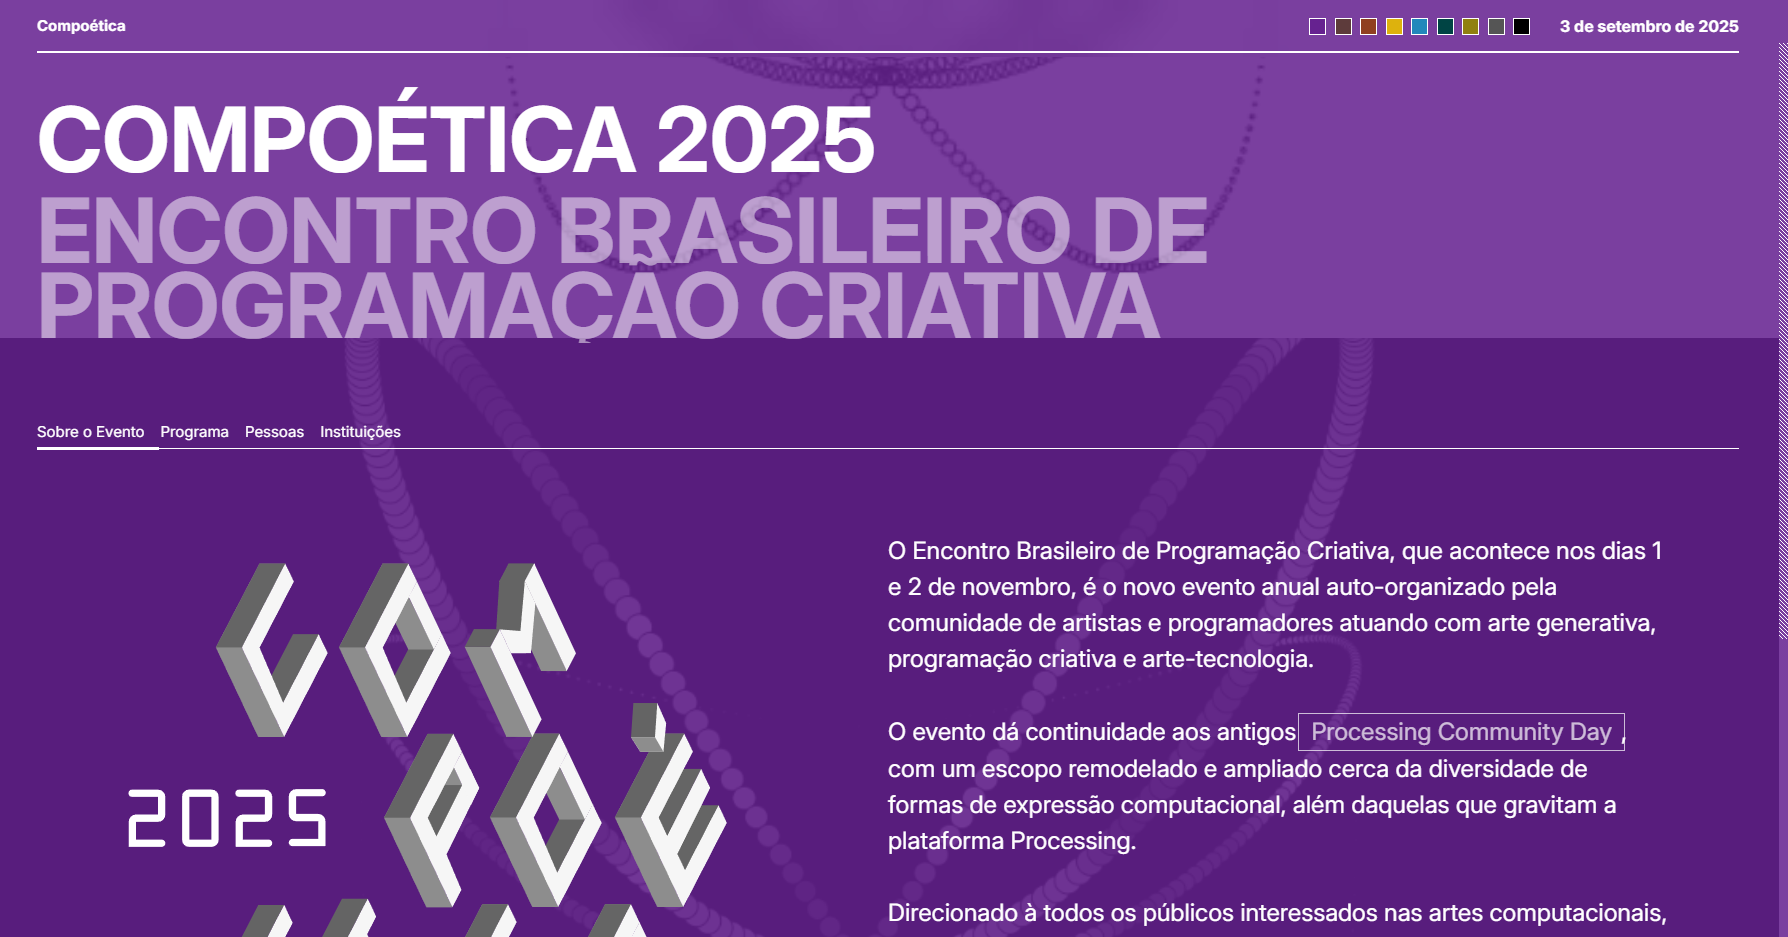 Compoética
3 de setembro de 2025
COMPOÉTICA 2025
ENCONTRO BRASILEIRO DE
PROGRAMAÇÃO CRIATIVA
Sobre o Evento Programa Pessoas Instituições
COM
POÉ
2025
O Encontro Brasileiro de Programação Criativa, que acontece nos dias 1
e 2 de novembro, é o novo evento anual auto-organizado pela
comunidade de artistas e programadores atuando com arte generativa,
programação criativa e arte-tecnologia.
O evento dá continuidade aos antigos Processing Community Day ,
com um escopo remodelado e ampliado cerca da diversidade de
formas de expressão computacional, além daquelas que gravitam a
plataforma Processing.
Direcionado à todos os públicos interessados nas artes computacionais,